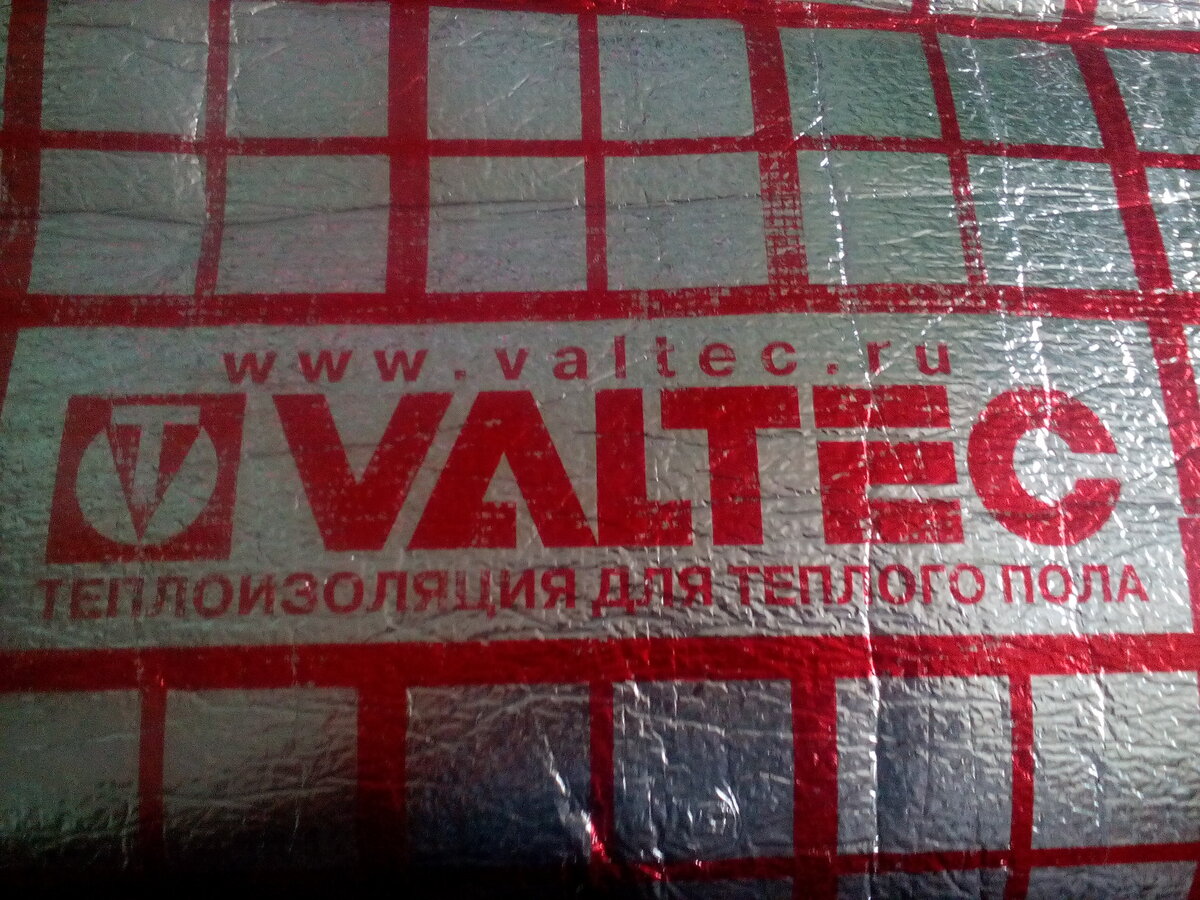 www.valtec.ru
VALTEC
ТЕПЛОИЗОЛЯЦИЯ ДЛЯ ТЕПЛОГО ПОЛА